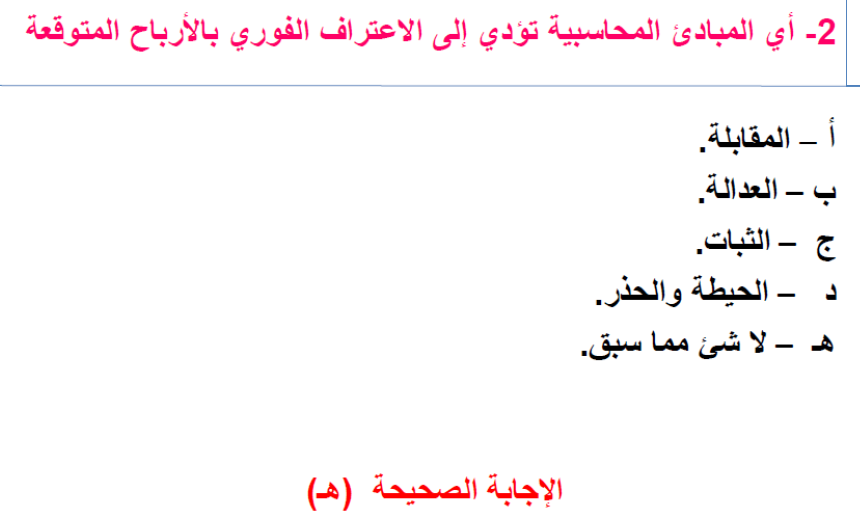 2- أي المبادئ المحاسبية تؤدي إلى الاعتراف الفوري بالأرباح المتوقعة
أ – المقابلة.
ب – العدالة.
ج – الثبات.
د – الحيطة والحذر.
هـ – لا شئ مما سبق.
الإجابة الصحيحة (هـ)